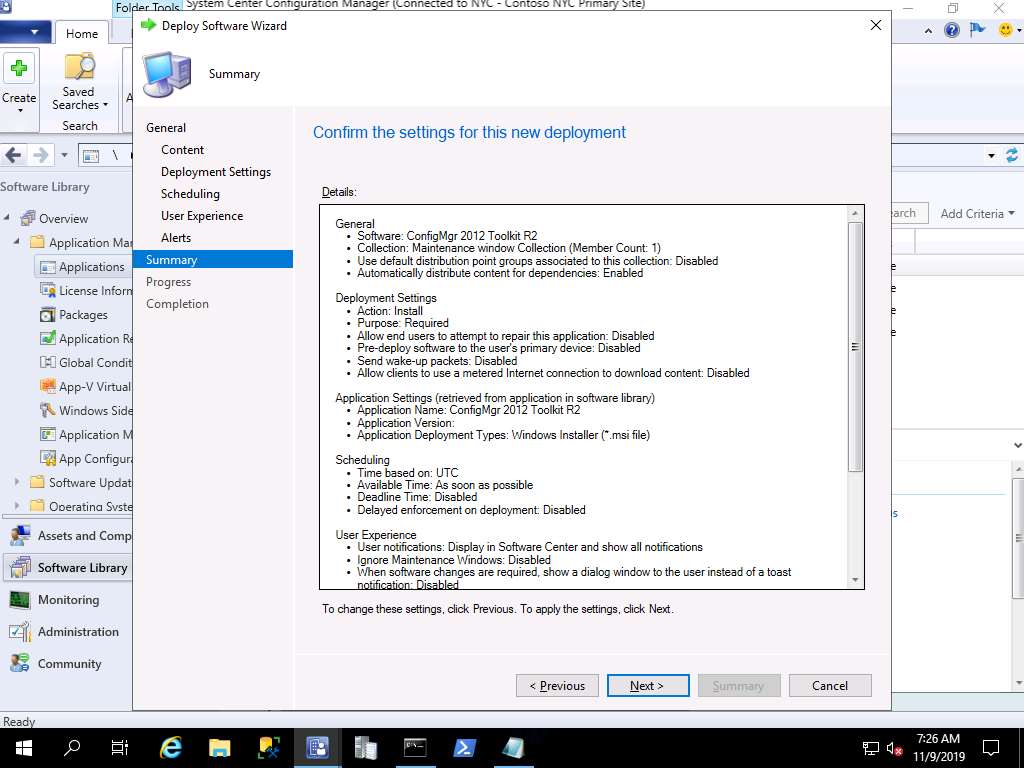 Folder Tools
System Center Configuration Manager (Connected to NYC - Contoso NYC Primary Site)
Home
Create
Saved
Searches
Search
\
Software Library
Overview
Application Mar
Applications
License Inform
Packages
Application Re
Global Condit
App-V Virtual
Windows Side
Application M
App Configura
Software Updat
Operating Syste
Assets and Comp
Software Library
Monitoring
Administration
Community
Ready
Deploy Software Wizard
Summary
General
Content
Deployment Settings
Scheduling
User Experience
Alerts
Summary
Progress
Completion
Confirm the settings for this new deployment
Details:
General
• Software: ConfigMgr 2012 Toolkit R2
• Collection: Maintenance window Collection (Member Count: 1)
• Use default distribution point groups associated to this collection: Disabled
• Automatically distribute content for dependencies: Enabled
Deployment Settings
• Action: Install
• Purpose: Required
• Allow end users to attempt to repair this application: Disabled
• Pre-deploy software to the user's primary device: Disabled
• Send wake-up packets: Disabled
• Allow clients to use a metered Internet connection to download content: Disabled
Application Settings (retrieved from application in software library)
• Application Name: ConfigMgr 2012 Toolkit R2
• Application Version:
• Application Deployment Types: Windows Installer (*.msi file)
Scheduling
• Time based on: UTC
• Available Time: As soon as possible
• Deadline Time: Disabled
• Delayed enforcement on deployment: Disabled
User Experience
• User notifications: Display in Software Center and show all notifications
• Ignore Maintenance Windows: Disabled
• When software changes are required, show a dialog window to the user instead of a toast
notification: Disabled
To change these settings, click Previous. To apply the settings, click Next.
< Previous
Next >
Summary
Cancel
earch
Add Criteria
7:26 AM
11/9/2019